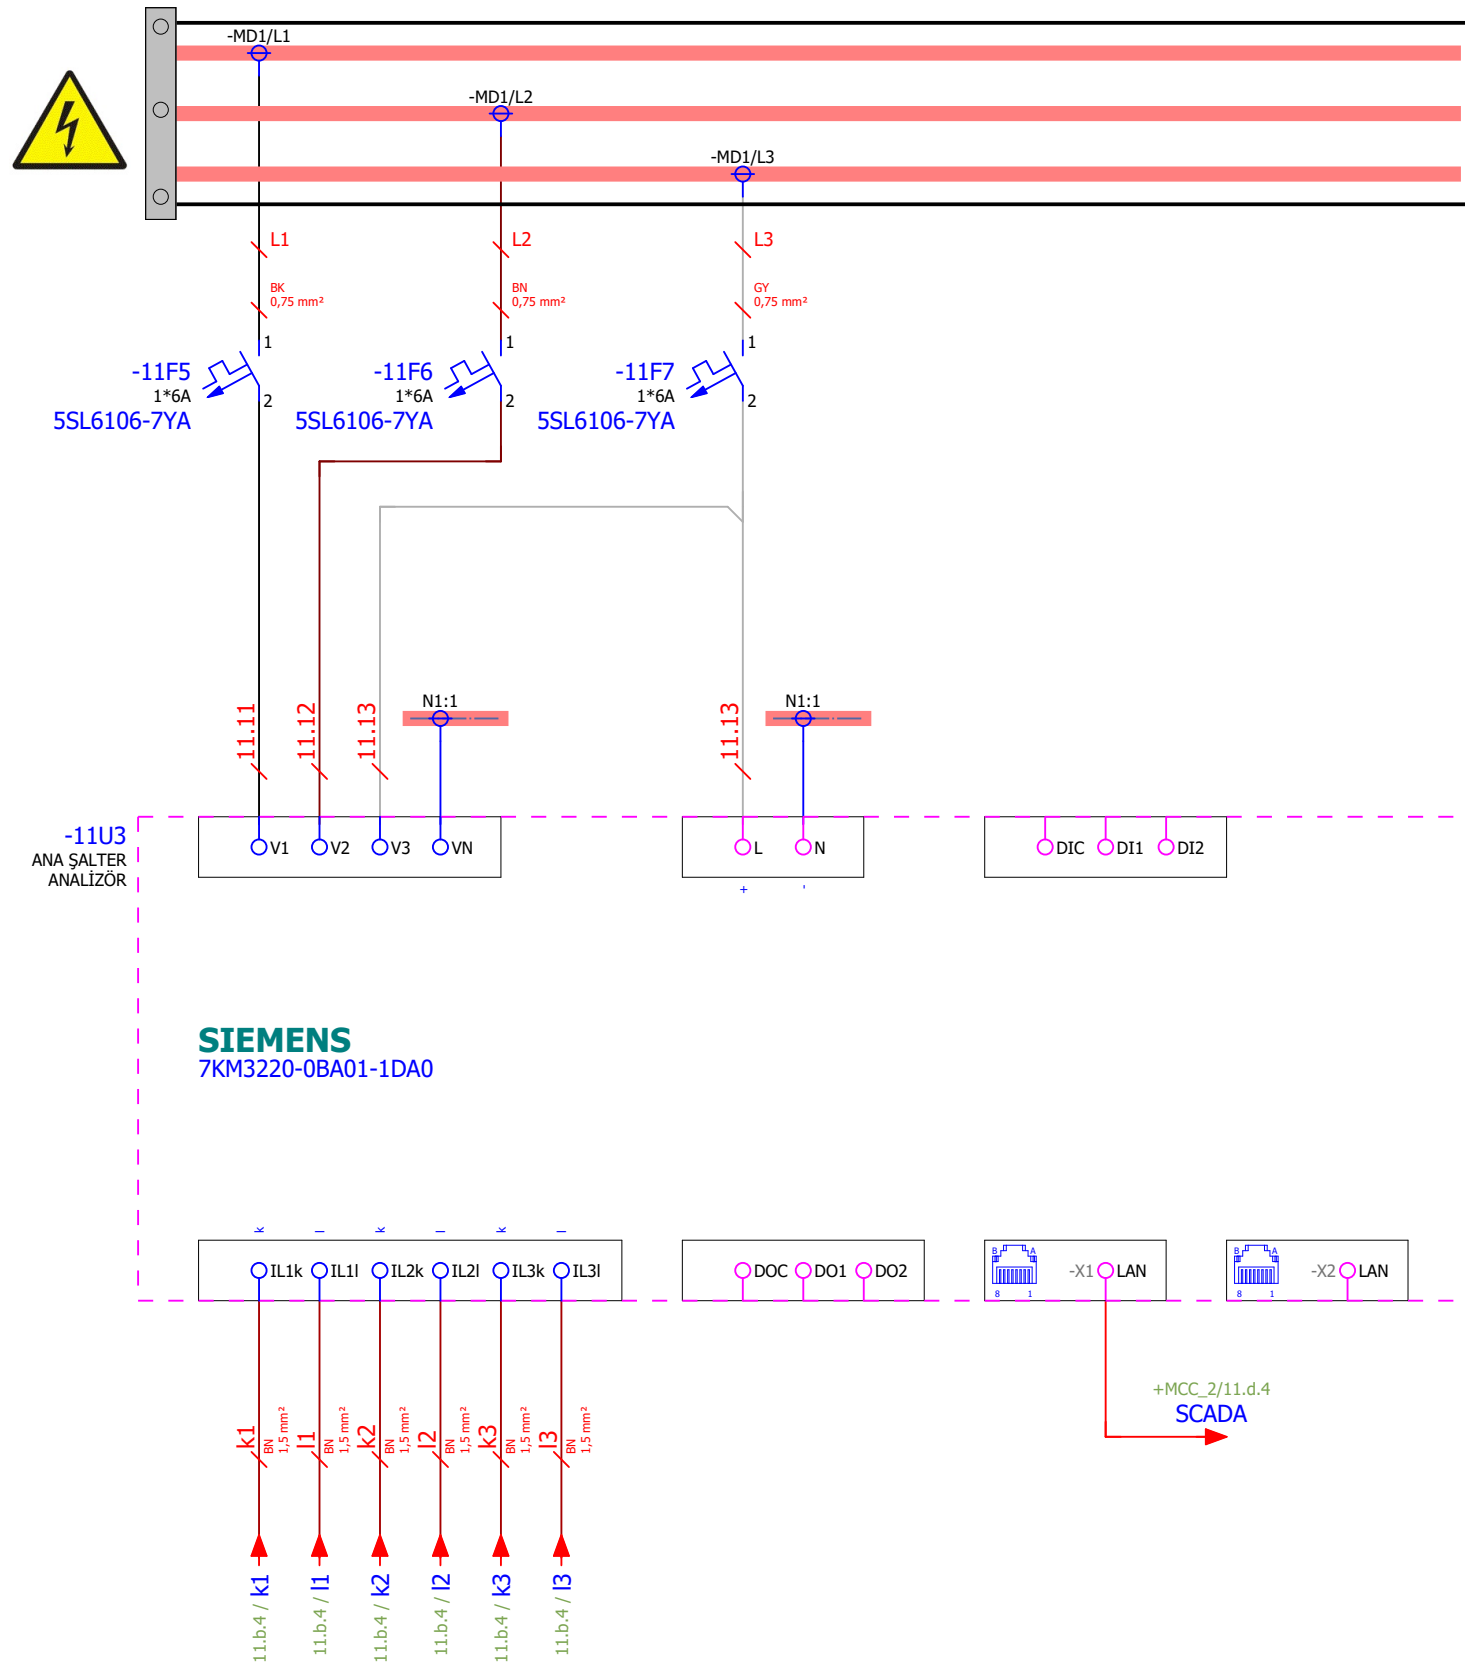 -MD1/L1
-MD1/L2
-MD1/L3
L1
L2
L3
BK
0,75 mm²
BN
0,75 mm²
GY
0,75 mm²
1
1
1
-11F5
1*6A
5SL6106-7YA
2
-11F6
1*6A
5SL6106-7YA
2
-11F7
1*6A
5SL6106-7YA
2
11.11
11.12
11.13
N1:1
11.13
N1:1
-11U3
ANA ŞALTER
ANALİZÖR
V1
V2
V3
VN
L
N
DIC
DI1
DI2
+
-
SIEMENS
7KM3220-0BA01-1DA0
k
l
k
l
k
l
IL1k
IL1l
IL2k
IL2l
IL3k
IL3l
DOC
DO1
DO2
B
A
8
1
-X1
LAN
B
A
8
1
-X2
LAN
+MCC_2/11.d.4
SCADA
k1
BN
1,5 mm²
l1
BN
1,5 mm²
k2
BN
1,5 mm²
l2
BN
1,5 mm²
k3
BN
1,5 mm²
l3
BN
1,5 mm²
11.b.4 / k1
11.b.4 / l1
11.b.4 / k2
11.b.4 / l2
11.b.4 / k3
11.b.4 / l3